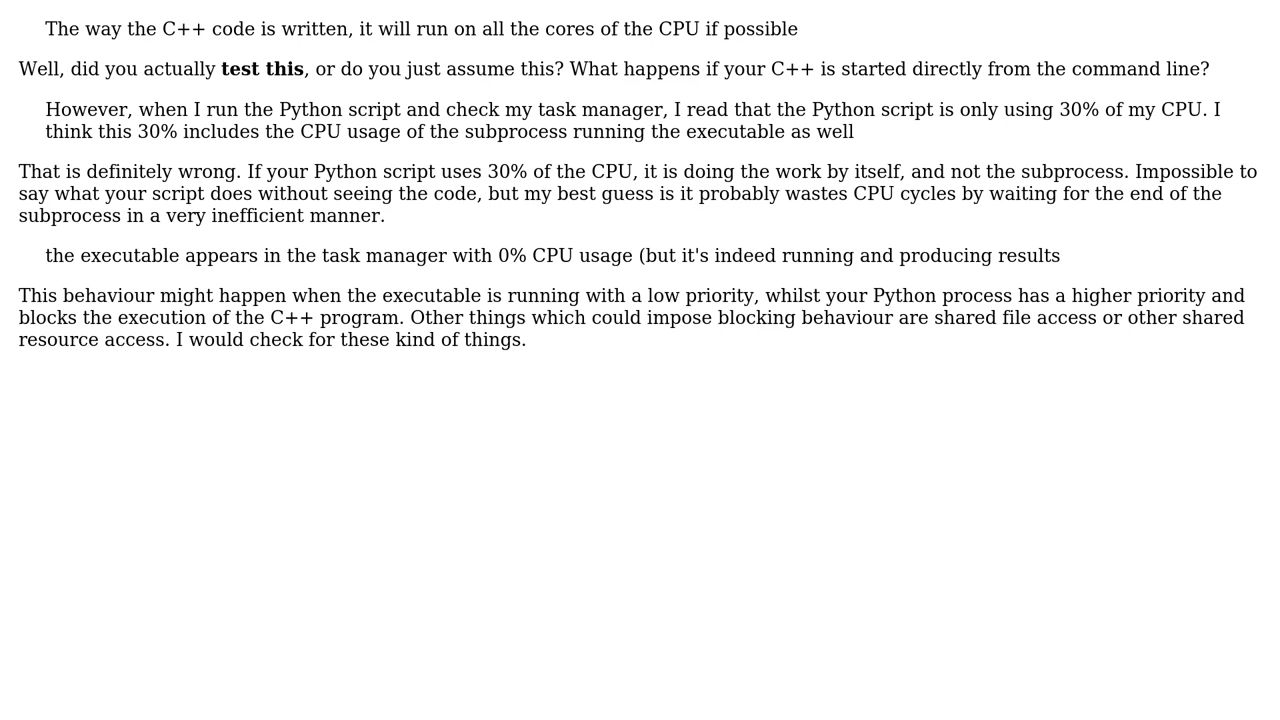 The way the C++ code is written, it will run on all the cores of the CPU if possible
Well, did you actually test this, or do you just assume this? What happens if your C++ is started directly from the command line?
However, when I run the Python script and check my task manager, I read that the Python script is only using 30% of my CPU. I
think this 30% includes the CPU usage of the subprocess running the executable as well
That is definitely wrong. If your Python script uses 30% of the CPU, it is doing the work by itself, and not the subprocess. Impossible to
say what your script does without seeing the code, but my best guess is it probably wastes CPU cycles by waiting for the end of the
subprocess in a very inefficient manner.
the executable appears in the task manager with 0% CPU usage (but it's indeed running and producing results
This behaviour might happen when the executable is running with a low priority, whilst your Python process has a higher priority and
blocks the execution of the C++ program. Other things which could impose blocking behaviour are shared file access or other shared
resource access. I would check for these kind of things.